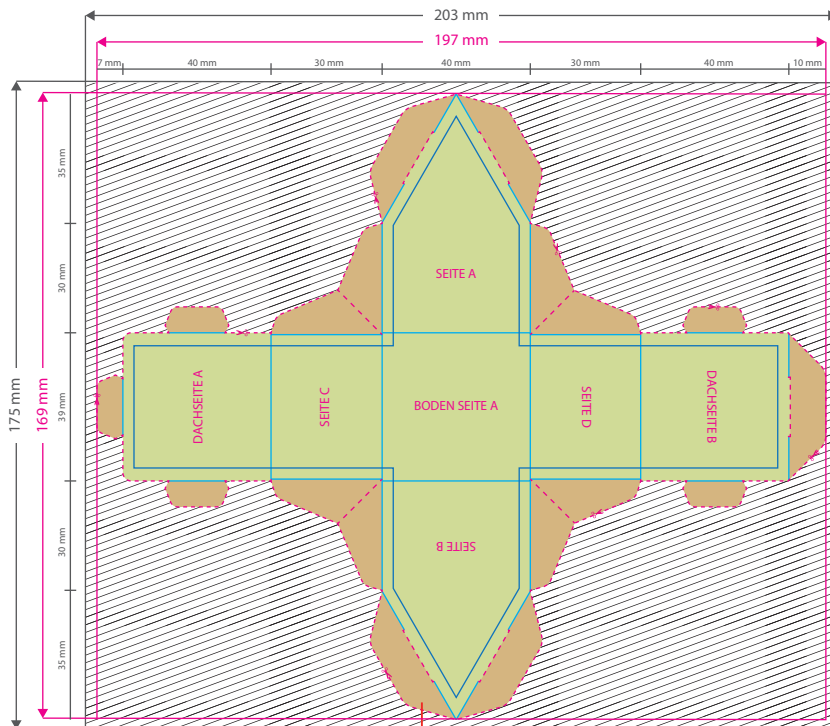 203 mm
197 mm
7 mm
40 mm
30 mm
40 mm
30 mm
40 mm
10 mm
175 mm
169 mm
35 mm
30 mm
39 mm
30 mm
35 mm
SEITE A
DACHSEITE A
SEITE C
BODEN SEITE A
SEITE D
DACHSEITE B
SEITE B